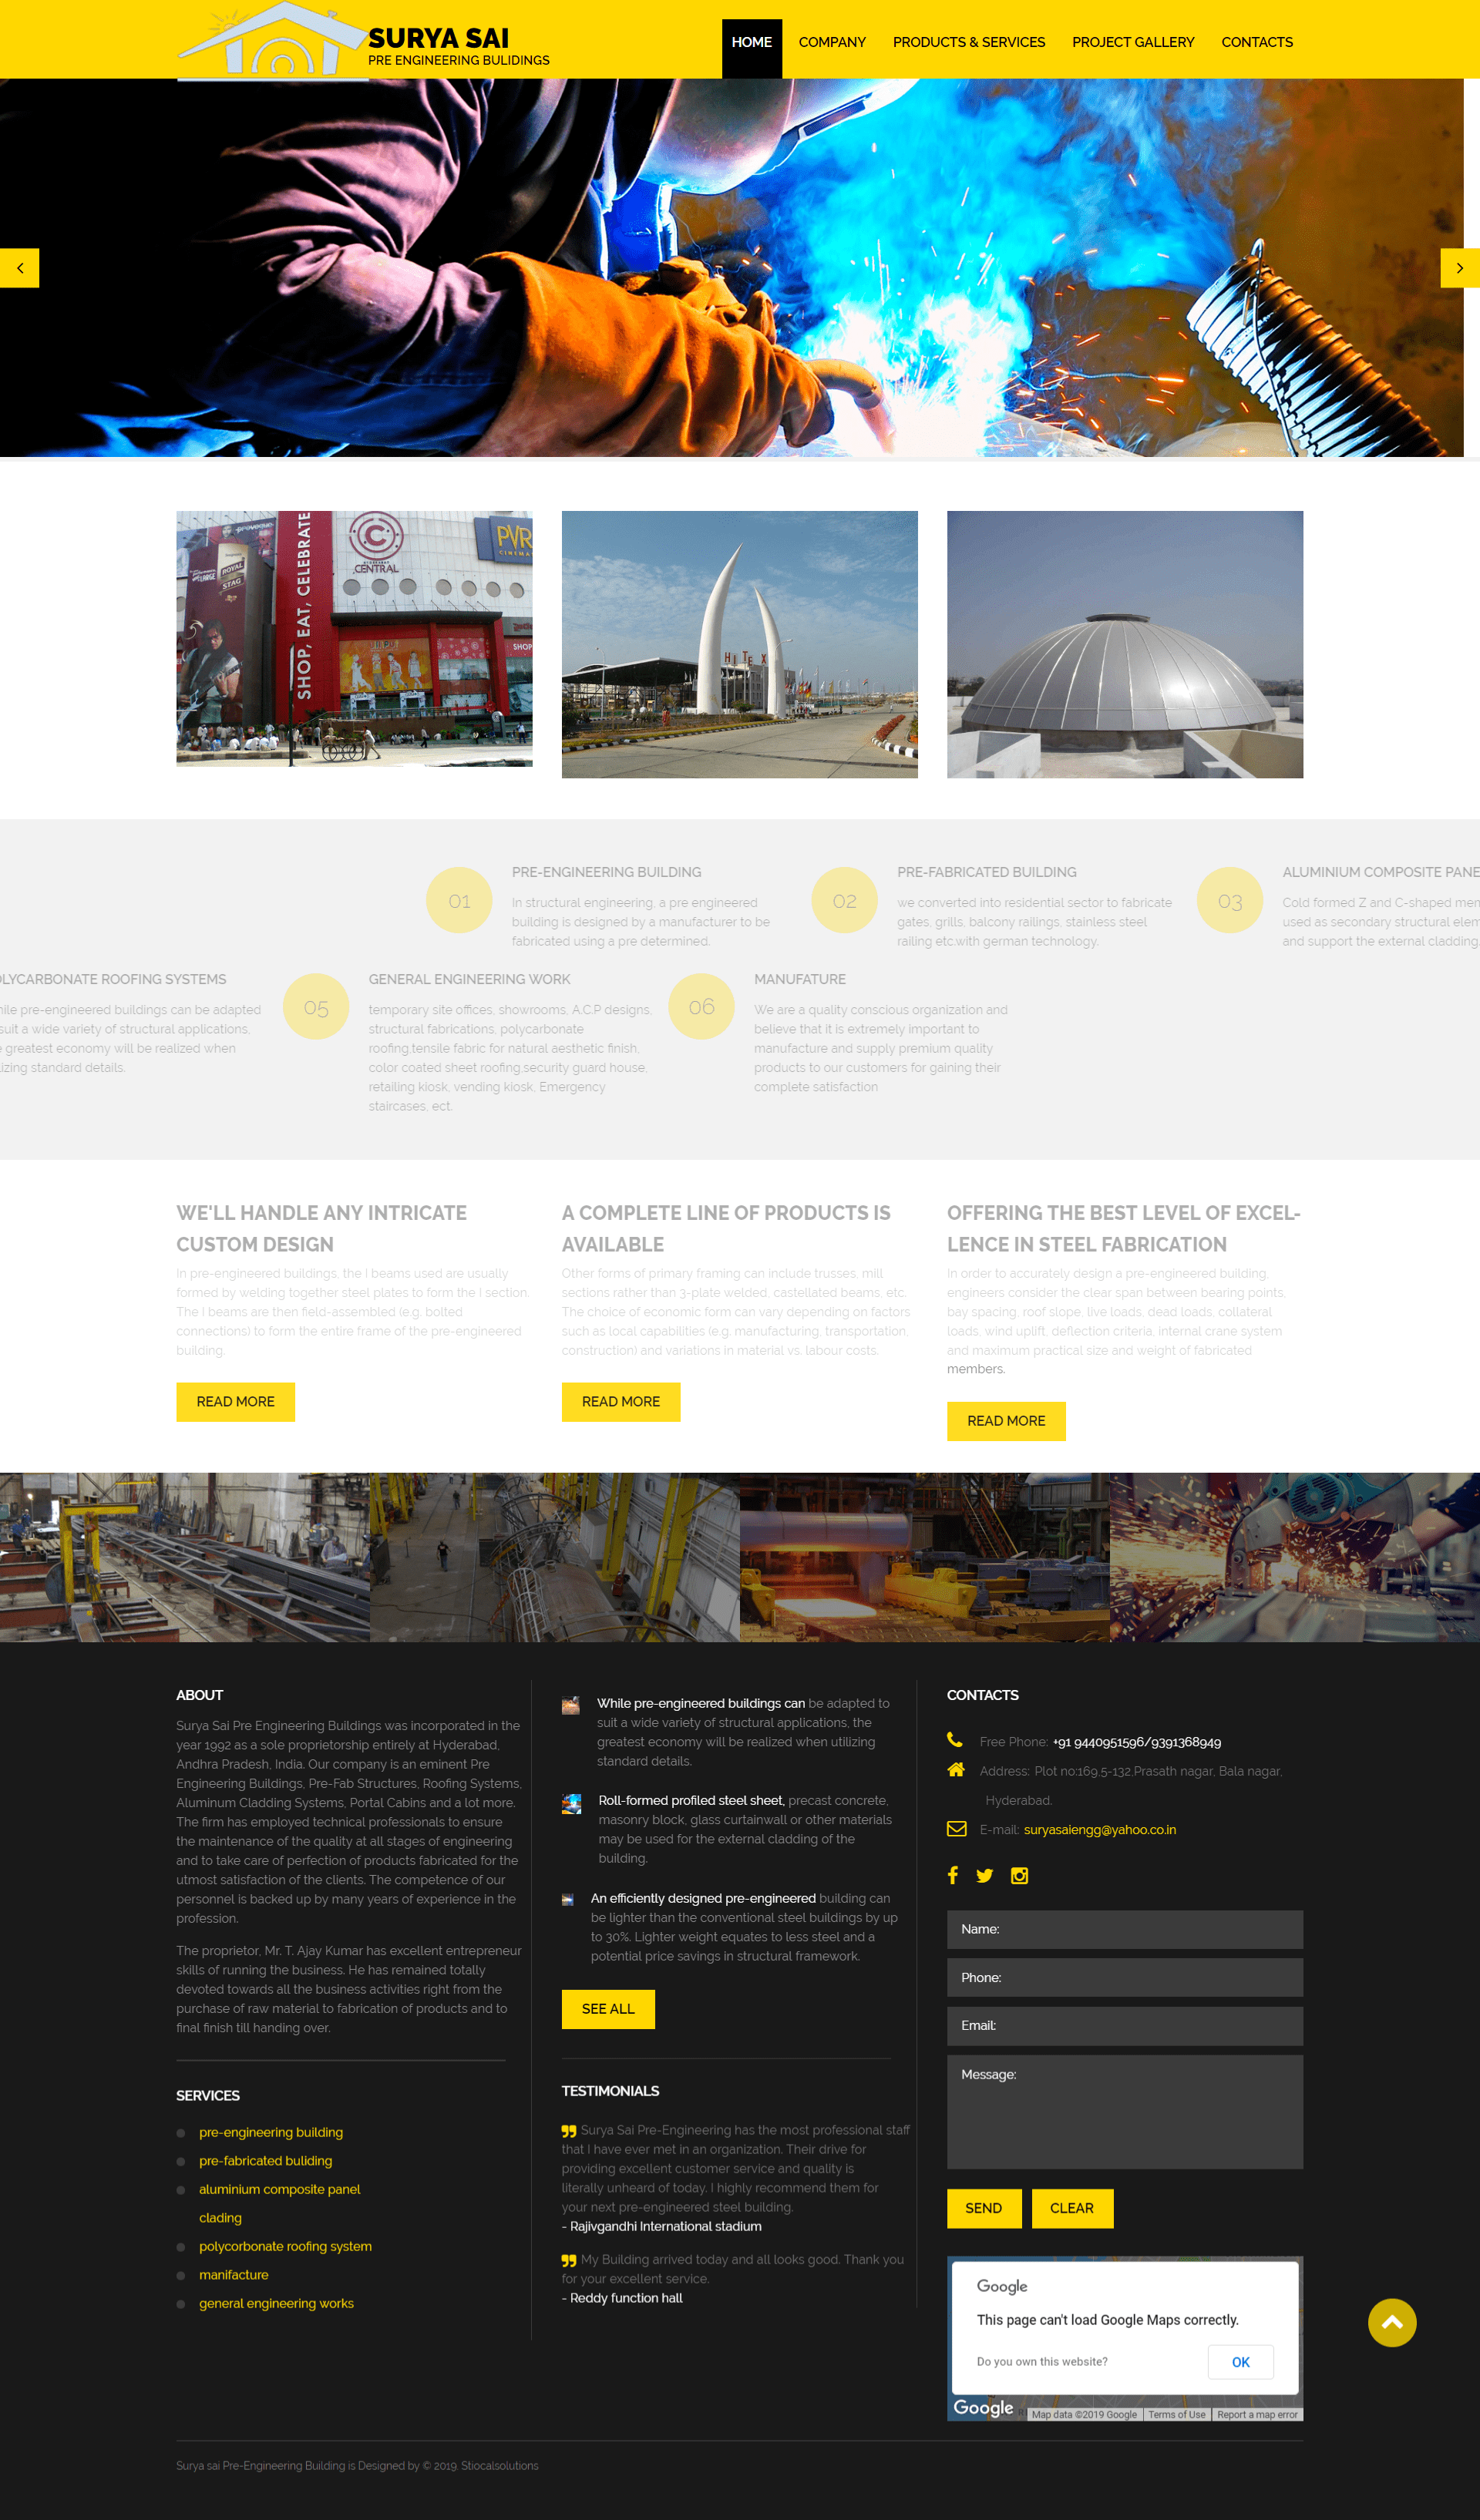 SURYA SAI
PRE ENGINEERING BULIDINGS
HOME
COMPANY
PRODUCTS & SERVICES
PROJECT GALLERY
CONTACTS
SHOP, EAT, CELEBRATE
CENTRAL
PVR
CINEMAS
ROYAL
STAG
SHOP
HITEX
01
PRE-ENGINEERING BUILDING
In structural engineering, a pre engineered
building is designed by a manufacturer to be
fabricated using a pre determined.
02
PRE-FABRICATED BUILDING
we converted into residential sector to fabricate
gates, grills, balcony railings, stainless steel
railing etc.with german technology.
03
ALUMINIUM COMPOSITE PANE
Cold formed Z and C-shaped mem
used as secondary structural elem
and support the external cladding.
OLYCARBONATE ROOFING SYSTEMS
hile pre-engineered buildings can be adapted
suit a wide variety of structural applications,
e greatest economy will be realized when
lizing standard details.
05
GENERAL ENGINEERING WORK
temporary site offices, showrooms, A.C.P designs,
structural fabrications, polycarbonate
roofing,tensile fabric for natural aesthetic finish,
color coated sheet roofing,security guard house,
retailing kiosk, vending kiosk, Emergency
staircases, ect.
06
MANUFATURE
We are a quality conscious organization and
believe that it is extremely important to
manufacture and supply premium quality
products to our customers for gaining their
complete satisfaction
WE'LL HANDLE ANY INTRICATE
CUSTOM DESIGN
In pre-engineered buildings, the I beams used are usually
formed by welding together steel plates to form the I section.
The I beams are then field-assembled (e.g. bolted
connections) to form the entire frame of the pre-engineered
building.
READ MORE
A COMPLETE LINE OF PRODUCTS IS
AVAILABLE
Other forms of primary framing can include trusses, mill
sections rather than 3-plate welded, castellated beams, etc.
The choice of economic form can vary depending on factors
such as local capabilities (e.g. manufacturing, transportation,
construction) and variations in material vs. labour costs.
READ MORE
OFFERING THE BEST LEVEL OF EXCEL-
LENCE IN STEEL FABRICATION
In order to accurately design a pre-engineered building,
engineers consider the clear span between bearing points,
bay spacing, roof slope, live loads, dead loads, collateral
loads, wind uplift, deflection criteria, internal crane system
and maximum practical size and weight of fabricated
members.
READ MORE
ABOUT
Surya Sai Pre Engineering Buildings was incorporated in the
year 1992 as a sole proprietorship entirely at Hyderabad,
Andhra Pradesh, India. Our company is an eminent Pre
Engineering Buildings, Pre-Fab Structures, Roofing Systems,
Aluminum Cladding Systems, Portal Cabins and a lot more.
The firm has employed technical professionals to ensure
the maintenance of the quality at all stages of engineering
and to take care of perfection of products fabricated for the
utmost satisfaction of the clients. The competence of our
personnel is backed up by many years of experience in the
profession.
The proprietor, Mr. T. Ajay Kumar has excellent entrepreneur
skills of running the business. He has remained totally
devoted towards all the business activities right from the
purchase of raw material to fabrication of products and to
final finish till handing over.
SERVICES
pre-engineering building
pre-fabricated buliding
aluminium composite panel
clading
polycorbonate roofing system
manifacture
general engineering works
While pre-engineered buildings can be adapted to
suit a wide variety of structural applications, the
greatest economy will be realized when utilizing
standard details.
Roll-formed profiled steel sheet, precast concrete,
masonry block, glass curtainwall or other materials
may be used for the external cladding of the
building.
An efficiently designed pre-engineered building can
be lighter than the conventional steel buildings by up
to 30%. Lighter weight equates to less steel and a
potential price savings in structural framework.
SEE ALL
TESTIMONIALS
Surya Sai Pre-Engineering has the most professional staff
that I have ever met in an organization. Their drive for
providing excellent customer service and quality is
literally unheard of today. I highly recommend them for
your next pre-engineered steel building.
- Rajivgandhi International stadium
My Building arrived today and all looks good. Thank you
for your excellent service.
- Reddy function hall
CONTACTS
Free Phone: +91 9440951596/9391368949
Address: Plot no:169,5-132,Prasath nagar, Bala nagar,
Hyderabad.
E-mail: suryasaiengg@yahoo.co.in
Name:
Phone:
Email:
Message:
SEND
CLEAR
Google
This page can't load Google Maps correctly.
Do you own this website?
OK
Google
Map data ©2019 Google
Terms of Use
Report a map error
Surya sai Pre-Engineering Building is Designed by © 2019. Stiocalsolutions